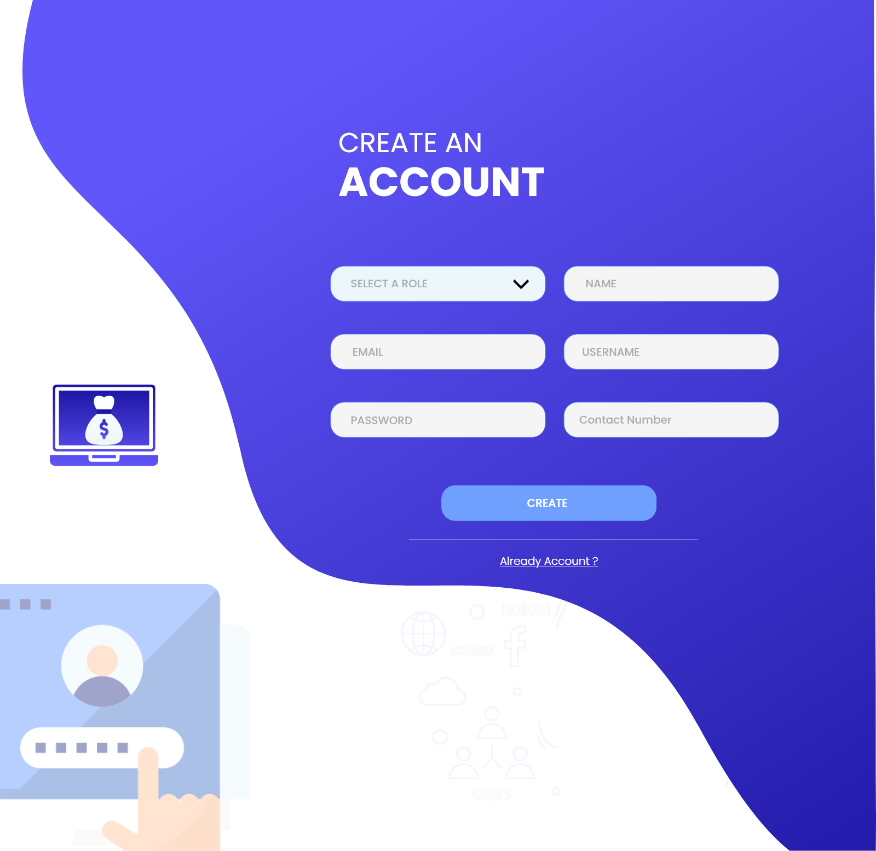 CREATE AN
ACCOUNT
SELECT A ROLE
NAME
EMAIL
USERNAME
PASSWORD
Contact Number
CREATE
Already Account ?
$